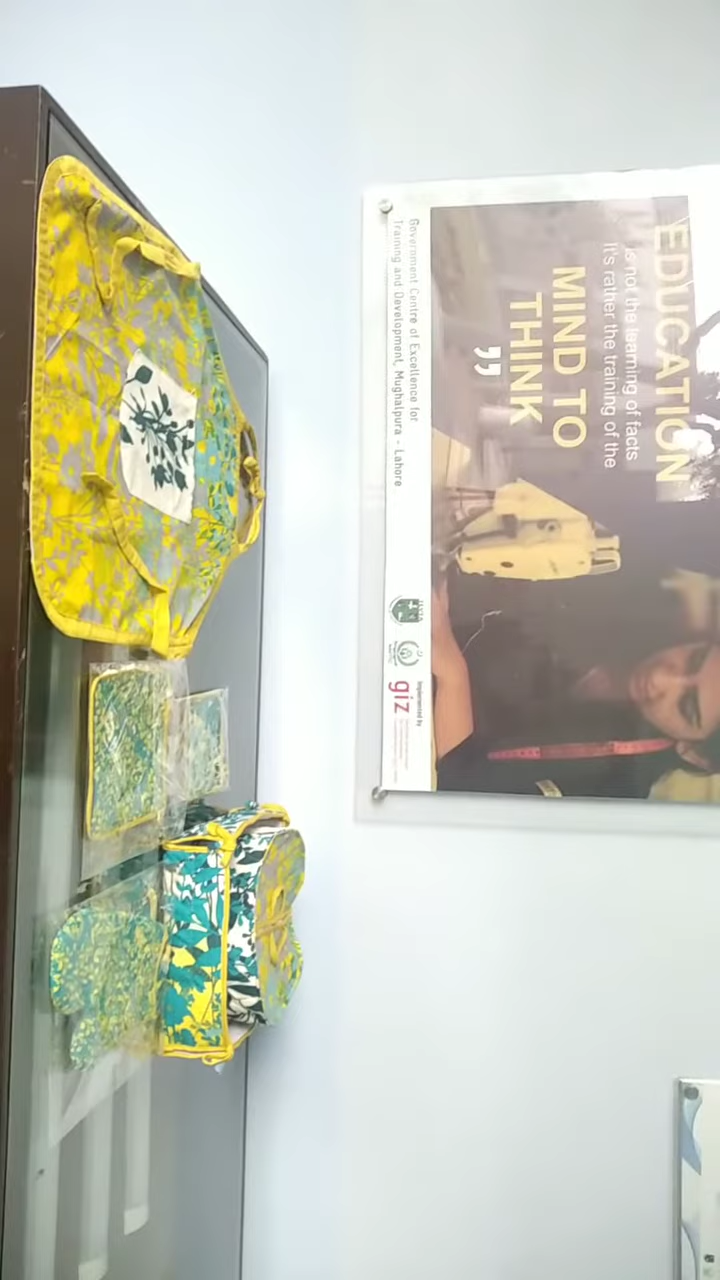 EDUCATION
is not the learning of facts
It's rather the training of the
MIND TO
THINK
”
Government Centre of Excellence for
Training and Development, Mughalpura - Lahore
Implemented by
giz